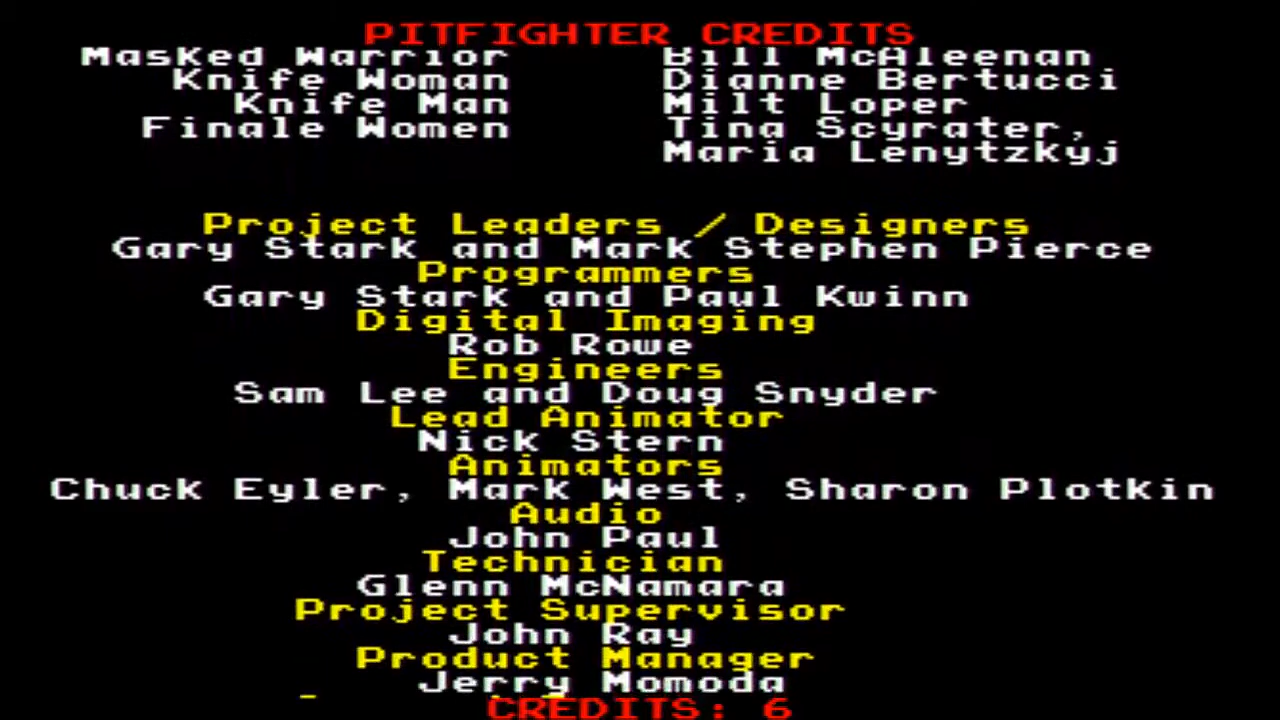 PITFIGHTER CREDITS
Masked Warrior Bill McAleenan
Knife Woman Dianne Bertucci
Knife Man Milt Loper
Finale Women Tina Scyrater,
Maria Lenytzkyj
Project Leaders / Designers
Gary Stark and Mark Stephen Pierce
Programmers
Gary Stark and Paul Kwinn
Digital Imaging
Rob Rowe
Engineers
Sam Lee and Doug Snyder
Lead Animator
Nick Stern
Animators
Chuck Eyler, Mark West, Sharon Plotkin
Audio
John Paul
Technician
Glenn McNamara
Project Supervisor
John Ray
Product Manager
Jerry Momoda
CREDITS: 6